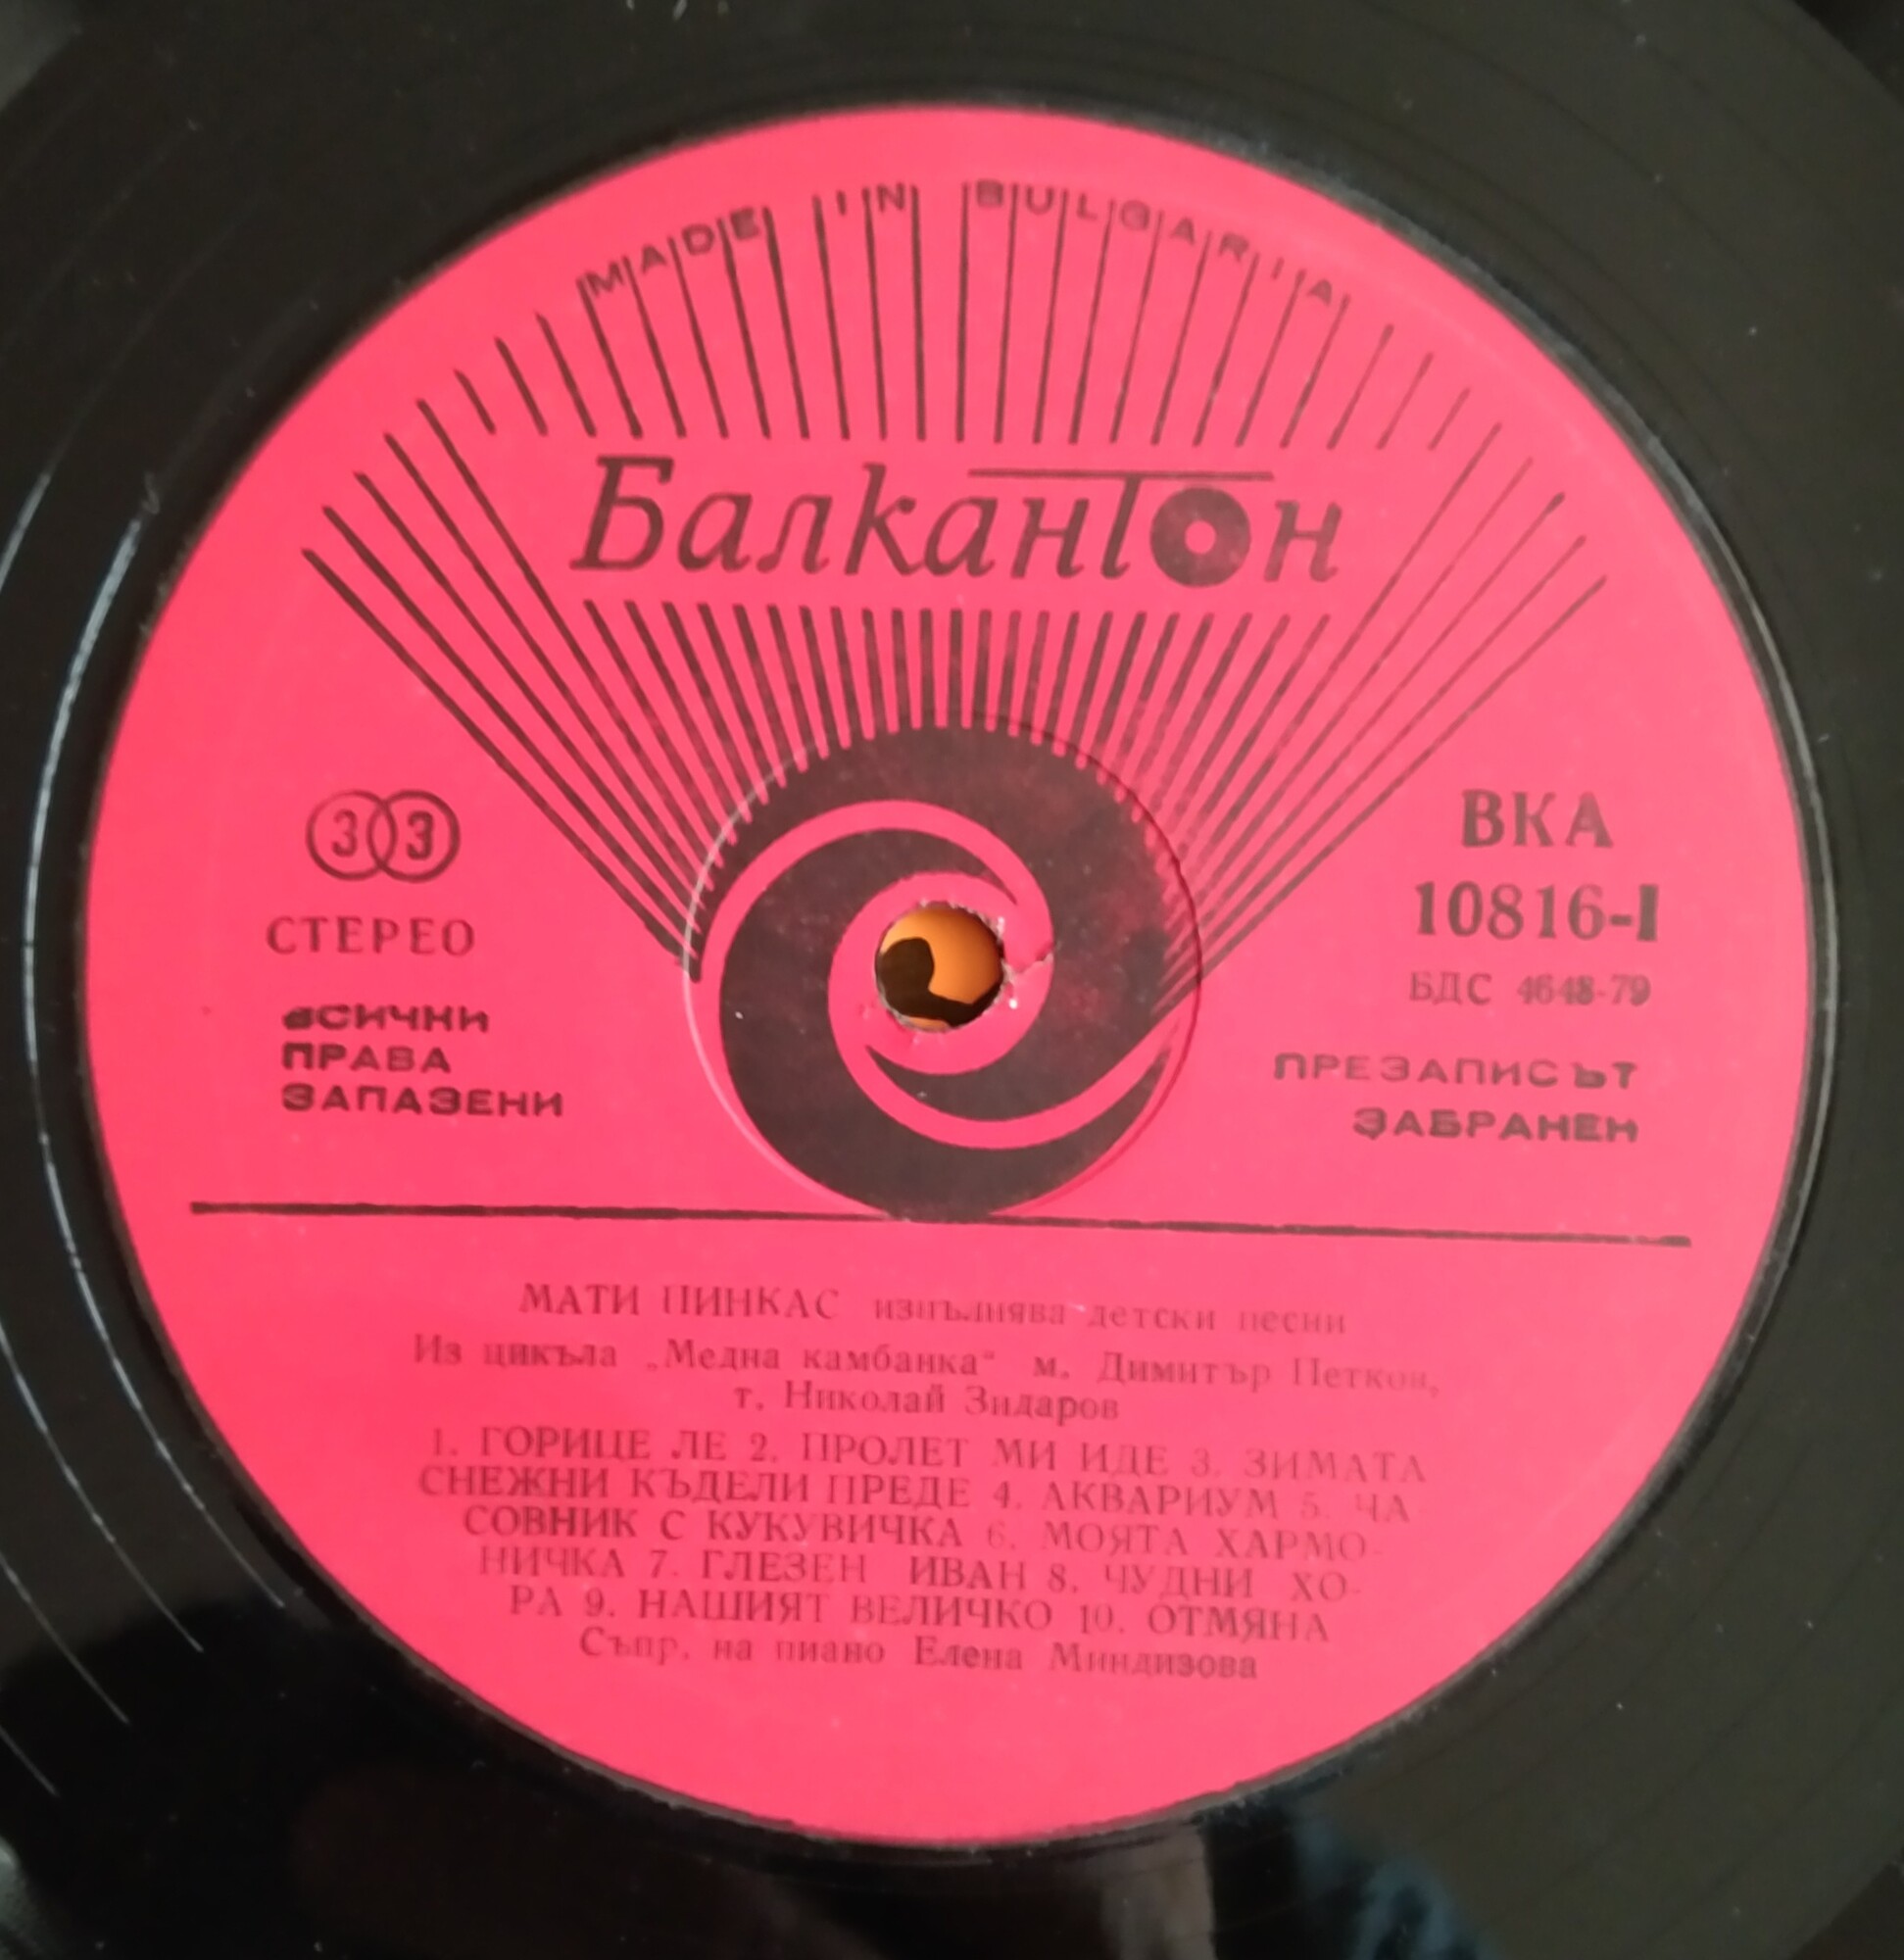 MADE IN BULGARIA
Балкантон
33
СТЕРЕО
ВСИЧКИ
ПРАВА
ЗАПАЗЕНИ
ВКА
10816-I
БДС 4648-79
ПРЕЗАПИСЪТ
ЗАБРАНЕН
МАТИ ПИНКАС изпълнява детски песни
Из цикъла „Медна камбанка“ м. Димитър Петков,
т. Николай Зидаров
1. ГОРИЦЕ ЛЕ 2. ПРОЛЕТ МИ ИДЕ 3. ЗИМАТА
СНЕЖНИ КЪДЕЛИ ПРЕДЕ 4. АКВАРИУМ 5. ЧА
СОВНИК С КУКУВИЧКА 6. МОЯТА ХАРМО-
НИЧКА 7. ГЛЕЗЕН ИВАН 8. ЧУДНИ ХО-
РА 9. НАШИЯТ ВЕЛИЧКО 10. ОТМЯНА
Съпр. на пиано Елена Миндизова